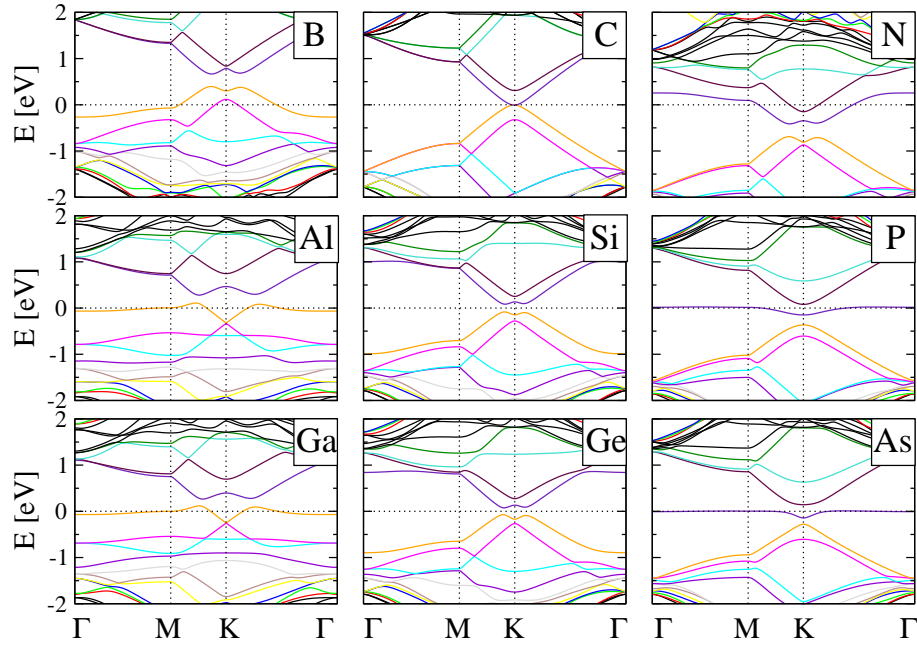 2
1
0
-1
-2
E [eV]
B
C
N
2
1
0
-1
-2
E [eV]
Al
Si
P
2
1
0
-1
-2
E [eV]
Ga
Ge
As
Γ M K Γ Γ M K Γ Γ M K Γ